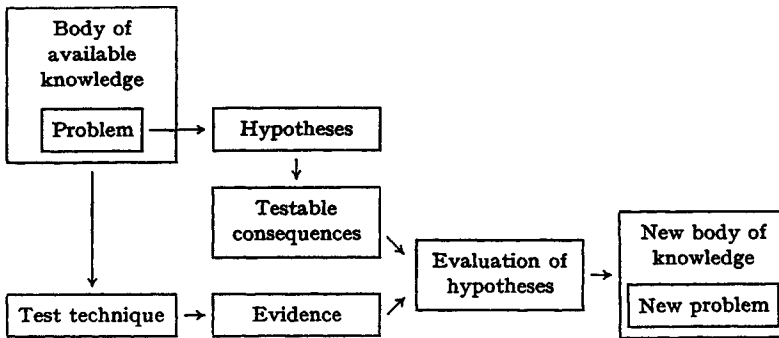 Body of
available
knowledge
Problem
Hypotheses
Testable
consequences
Test technique
Evidence
Evaluation of
hypotheses
New body of
knowledge
New problem